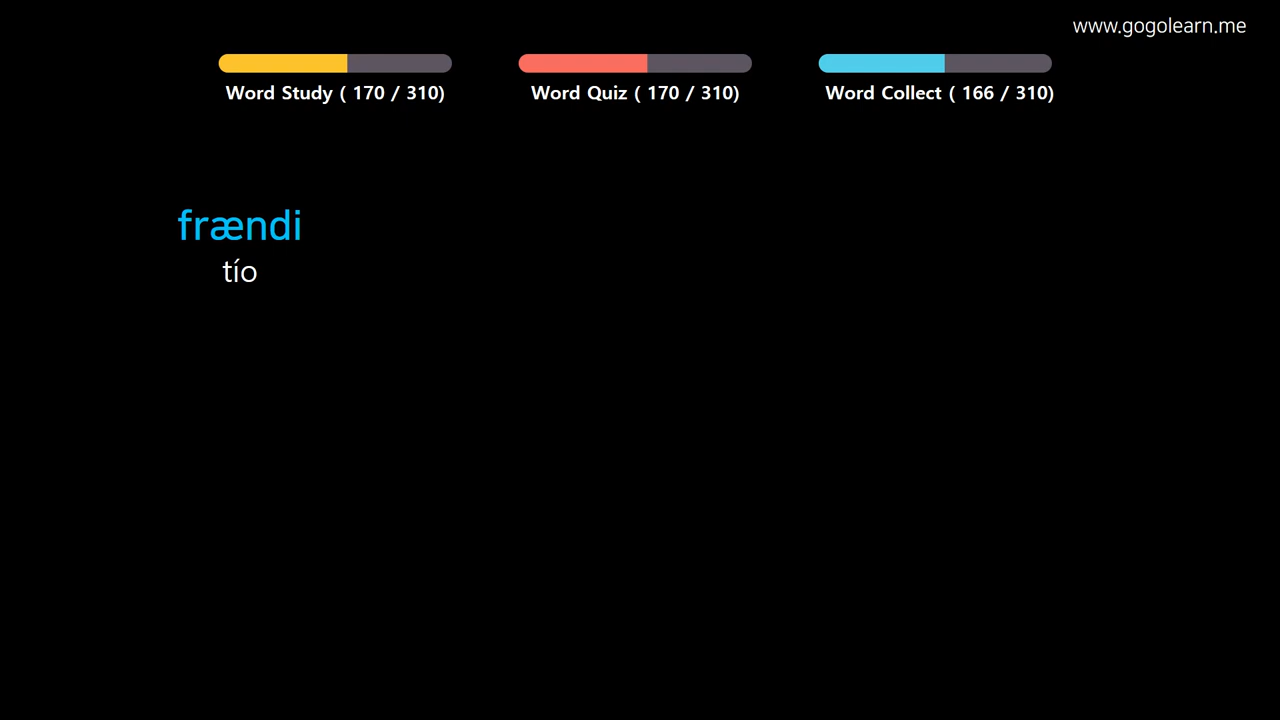 www.gogolearn.me
Word Study ( 170 / 310)
Word Quiz ( 170 / 310)
Word Collect ( 166 / 310)
frændi
tío